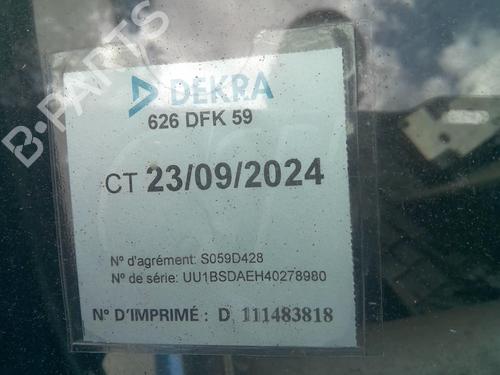 DEKRA
626 DFK 59
CT 23/09/2024
N° d'agrément: S059D428
N° de série: UU1BSDAEH40278980
N° D'IMPRIMÉ : D 111483818
B-PARTS